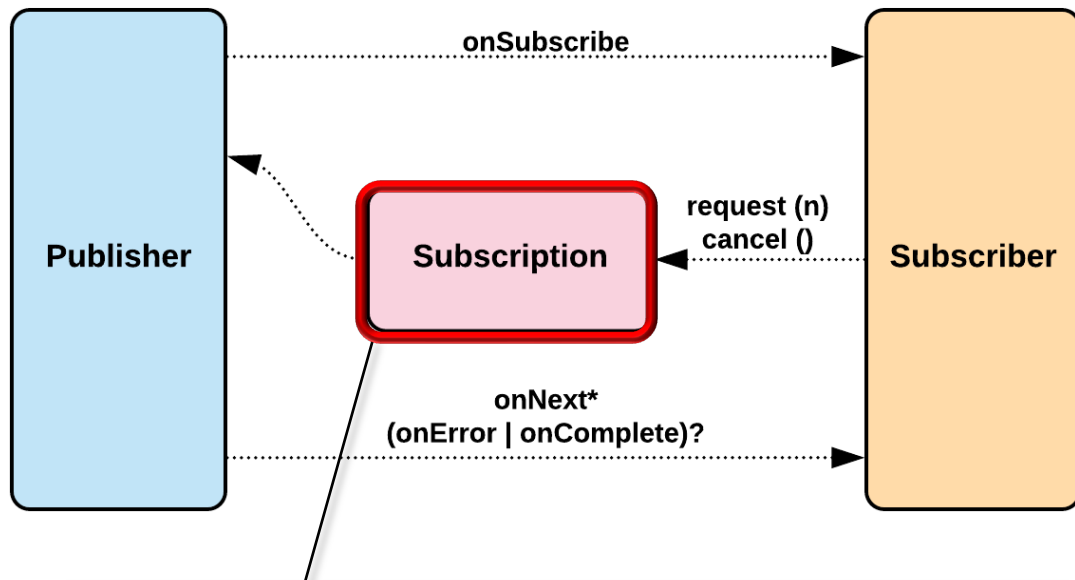 onSubscribe
Publisher
Subscription
request (n)
cancel ()
Subscriber
onNext*
(onError | onComplete)?